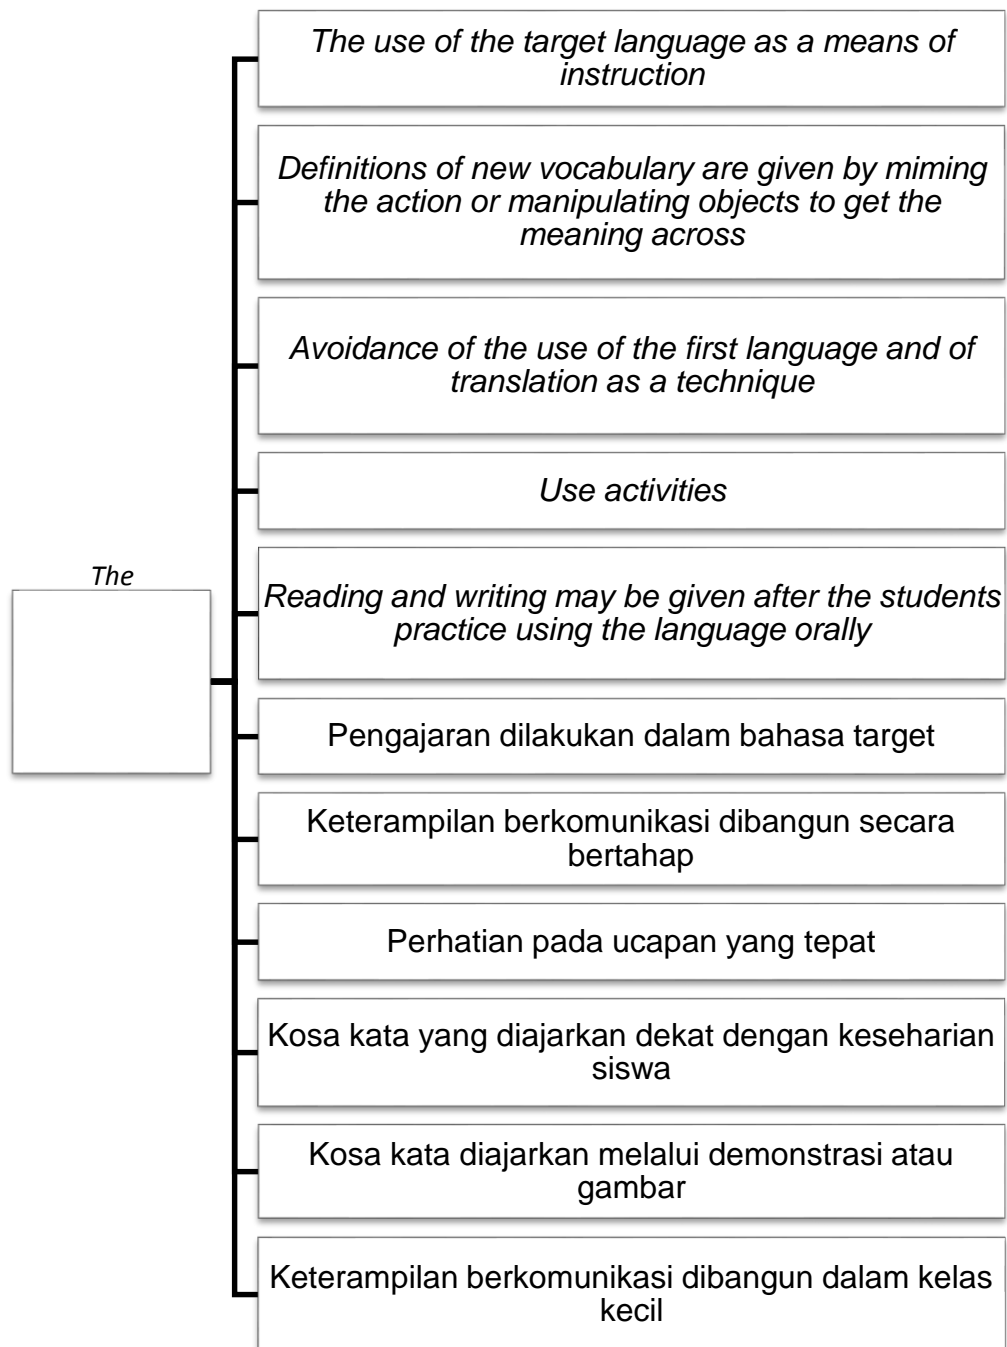 The use of the target language as a means of
instruction
Definitions of new vocabulary are given by miming
the action or manipulating objects to get the
meaning across
Avoidance of the use of the first language and of
translation as a technique
Use activities
The
Reading and writing may be given after the students
practice using the language orally
Pengajaran dilakukan dalam bahasa target
Keterampilan berkomunikasi dibangun secara
bertahap
Perhatian pada ucapan yang tepat
Kosa kata yang diajarkan dekat dengan keseharian
siswa
Kosa kata diajarkan melalui demonstrasi atau
gambar
Keterampilan berkomunikasi dibangun dalam kelas
kecil